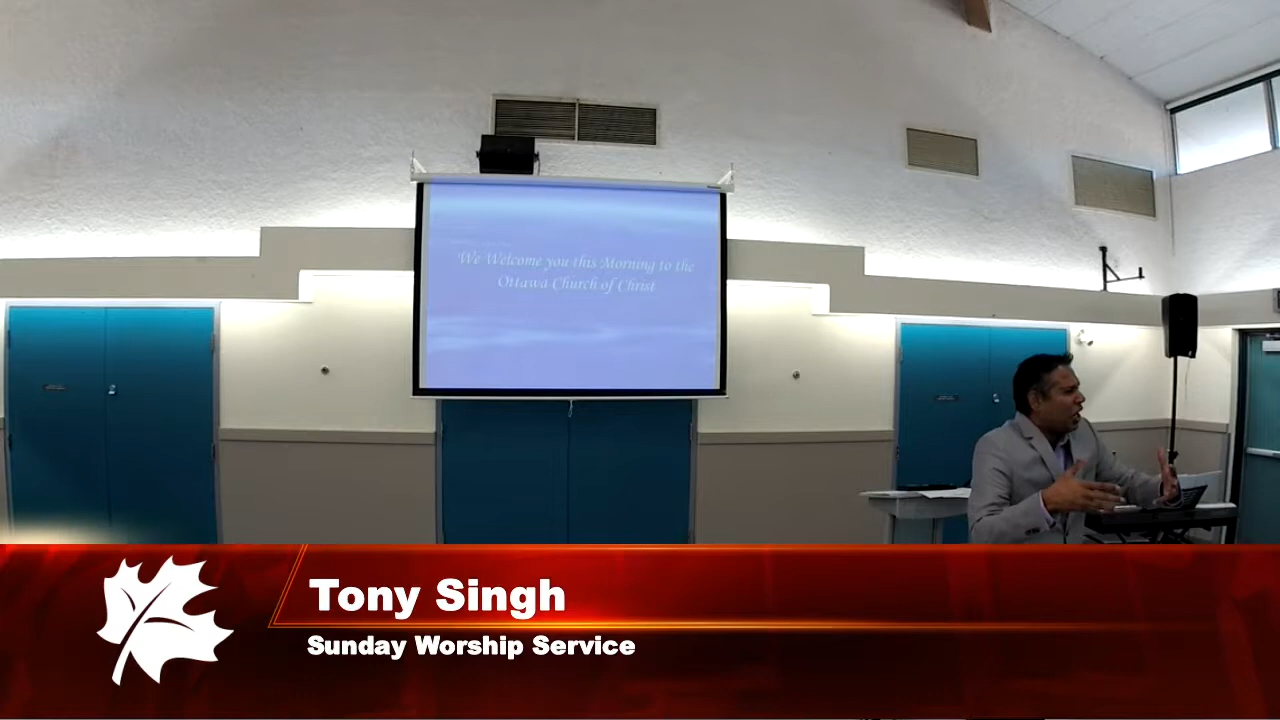 We Welcome you this Morning to the
Ottawa Church of Christ
Tony Singh
Sunday Worship Service